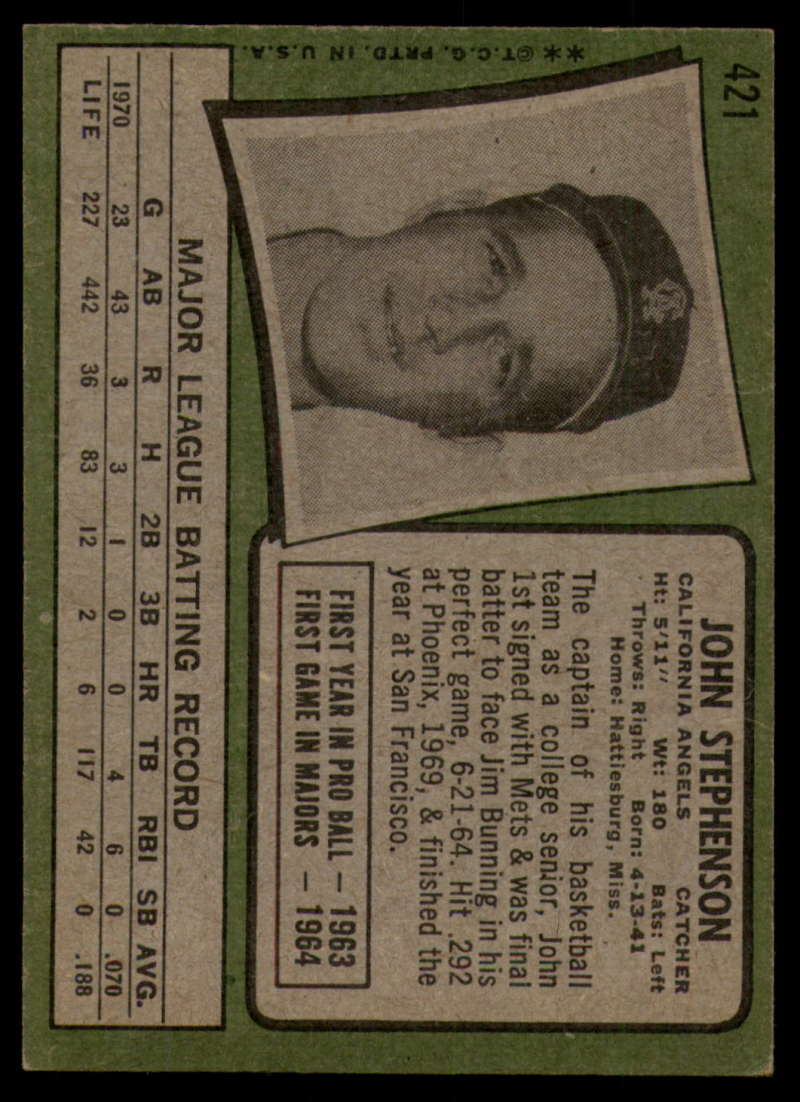 421
JOHN STEPHENSON
CALIFORNIA ANGELS CATCHER
Ht: 5'11" Wt: 180 Bats: Left
Throws: Right Born: 4-13-41
Home: Hattiesburg, Miss.
The captain of his basketball
team as a college senior, John
1st signed with Mets & was final
batter to face Jim Bunning in his
perfect game, 6-21-64. Hit .292
at Phoenix, 1969, & finished the
year at San Francisco.
FIRST YEAR IN PRO BALL — 1963
FIRST GAME IN MAJORS — 1964
MAJOR LEAGUE BATTING RECORD
G AB R H 2B 3B HR TB RBI SB AVG.
1970 23 43 3 3 1 0 0 4 6 0 .070
LIFE 227 442 36 83 12 2 6 117 42 0 .188
**©T.C.G. PRTD. IN U.S.A.